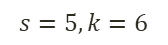 s = 5, k = 6